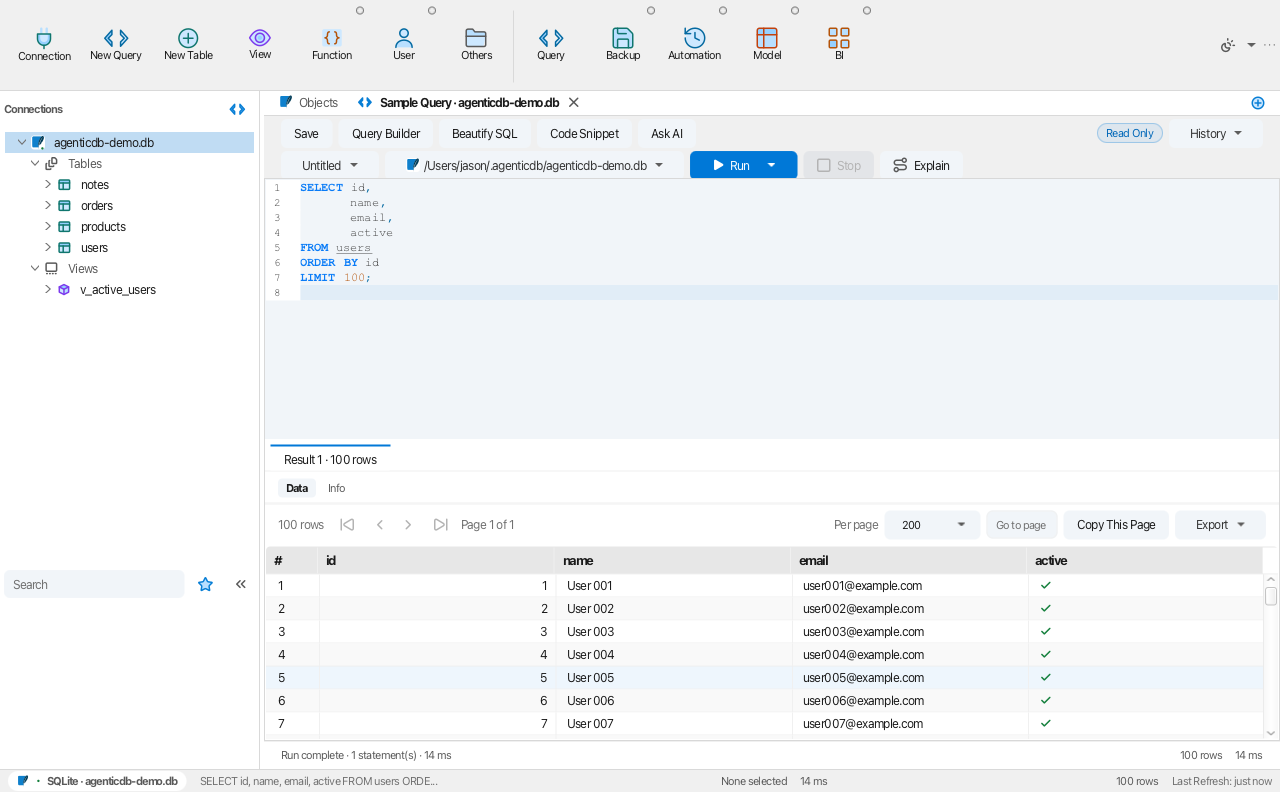 Connection
New Query
New Table
View
Function
User
Others
Query
Backup
Automation
Model
BI
Connections
agenticdb-demo.db
Tables
notes
orders
products
users
Views
v_active_users
Search
Objects
Sample Query · agenticdb-demo.db
Save
Query Builder
Beautify SQL
Code Snippet
Ask AI
Read Only
History
Untitled
/Users/jason/.agenticdb/agenticdb-demo.db
Run
Stop
Explain
1 SELECT id,
2 name,
3 email,
4 active
5 FROM users
6 ORDER BY id
7 LIMIT 100;
8
Result 1 · 100 rows
Data
Info
100 rows
Page 1 of 1
Per page
200
Go to page
Copy This Page
Export
# id name email active
1 1 User 001 user001@example.com
2 2 User 002 user002@example.com
3 3 User 003 user003@example.com
4 4 User 004 user004@example.com
5 5 User 005 user005@example.com
6 6 User 006 user006@example.com
7 7 User 007 user007@example.com
Run complete · 1 statement(s) · 14 ms
100 rows 14 ms
SQLite · agenticdb-demo.db
SELECT id, name, email, active FROM users ORDE...
None selected 14 ms
100 rows
Last Refresh: just now